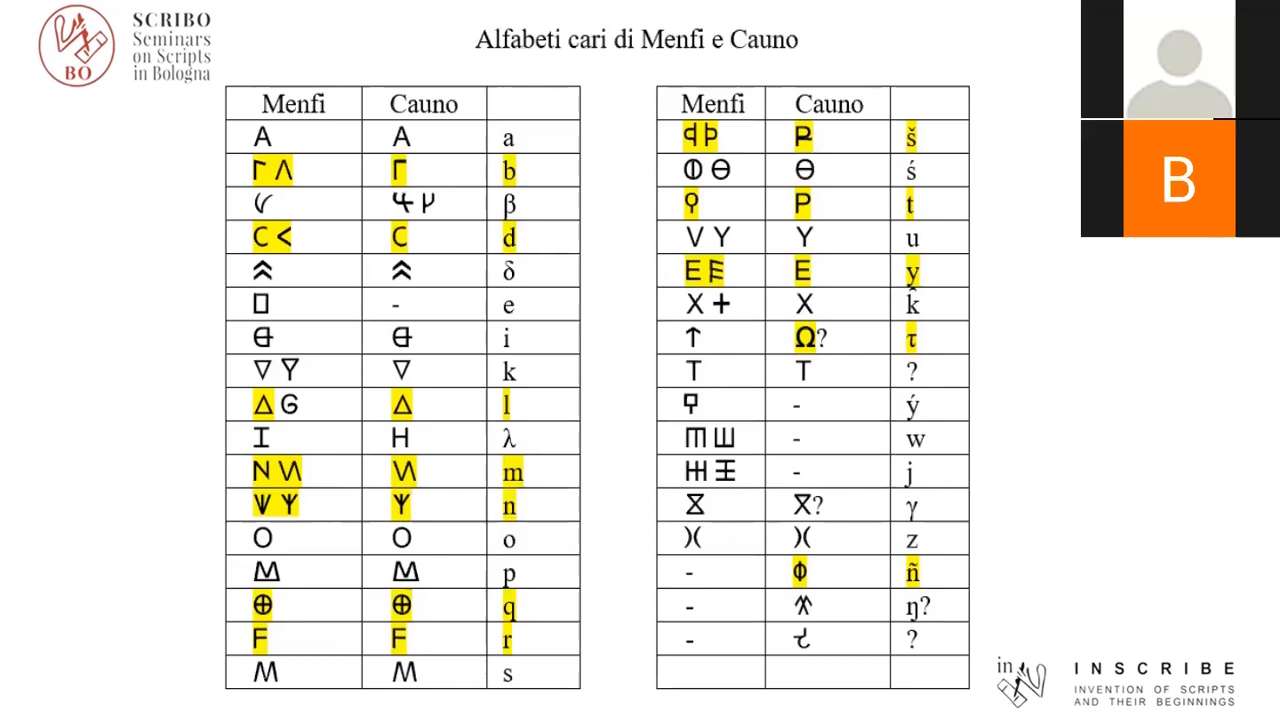 SCRIBO
Seminars
on Scripts
in Bologna
BO
Alfabeti cari di Menfi e Cauno
Menfi Cauno
A A a
Γ Λ Γ b
β
C < C d
δ
- e
i
∇ Y ∇ k
Δ G Δ l
I H λ
N И И m
Ψ n
O O o
p
⊕ ⊕ q
F F r
M M s
Menfi Cauno
š
Ө ś
P t
V Y Y u
E E y
X + X k̂
↑ Ω? τ
T T ?
- ý
Ш - w
- j
? γ
)( )( z
- Φ ñ
- ŋ?
- ?
B
in
INSCRIBE
INVENTION OF SCRIPTS
AND THEIR BEGINNINGS